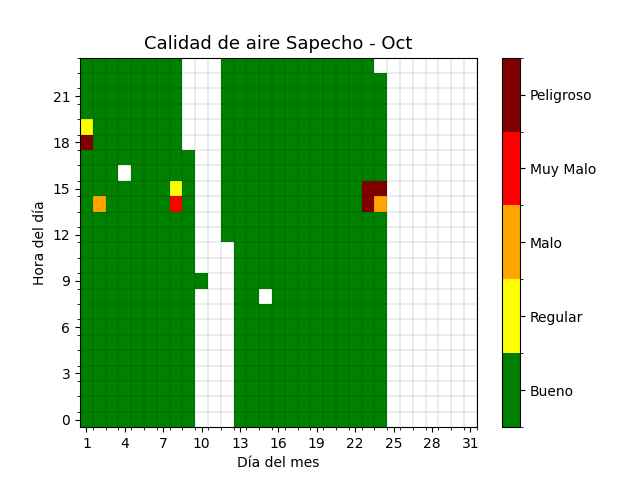 Calidad de aire Sapecho - Oct
Hora del día
21
18
15
12
9
6
3
0
1 4 7 10 13 16 19 22 25 28 31
Día del mes
Peligroso
Muy Malo
Malo
Regular
Bueno